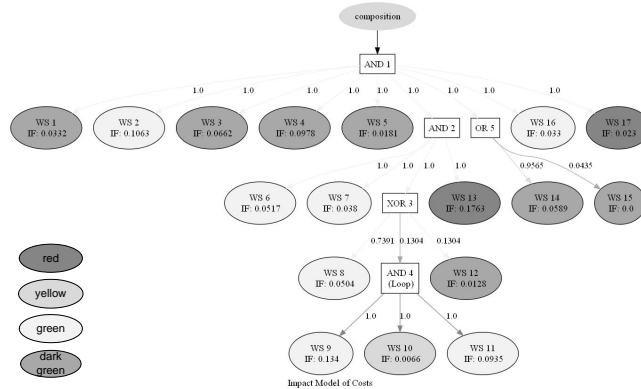 composition
AND 1
1.0 1.0 1.0 1.0 1.0 1.0 1.0 1.0 1.0
WS 1
IF: 0.0332
WS 2
IF: 0.1063
WS 3
IF: 0.0662
WS 4
IF: 0.0978
WS 5
IF: 0.0181
AND 2
OR 5
WS 16
IF: 0.033
WS 17
IF: 0.023
1.0 1.0 1.0 1.0
0.9565 0.0435
WS 6
IF: 0.0517
WS 7
IF: 0.038
XOR 3
WS 13
IF: 0.1763
WS 14
IF: 0.0589
WS 15
IF: 0.0
0.7391 0.1304 0.1304
WS 8
IF: 0.0504
AND 4
(Loop)
WS 12
IF: 0.0128
1.0 1.0 1.0
WS 9
IF: 0.134
WS 10
IF: 0.0066
WS 11
IF: 0.0935
red
yellow
green
dark
green
Impact Model of Costs